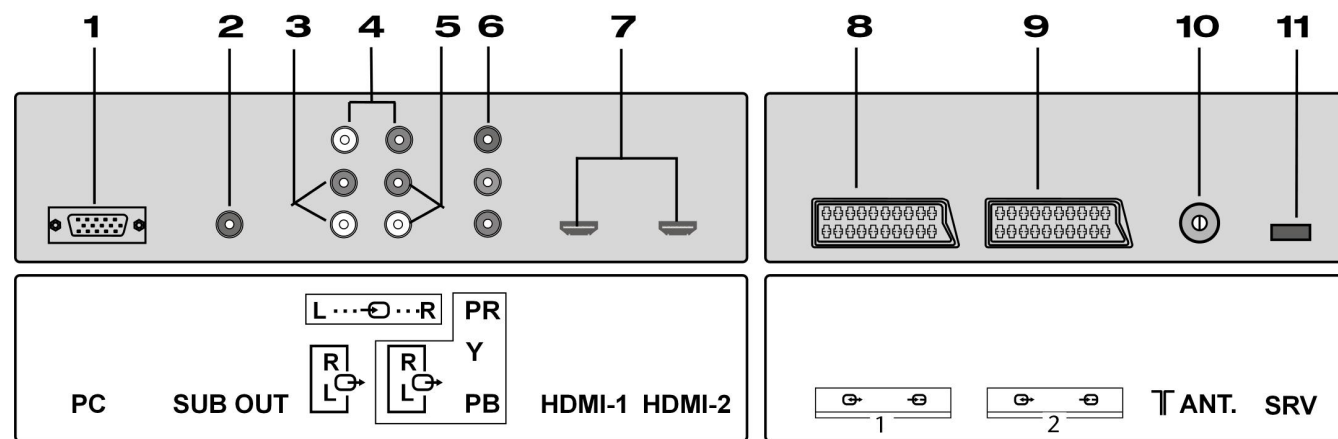 1 2 3 4 5 6 7 8 9 10 11
L R PR
R R Y
L L PB
PC SUB OUT HDMI-1 HDMI-2 ANT. SRV
1 2